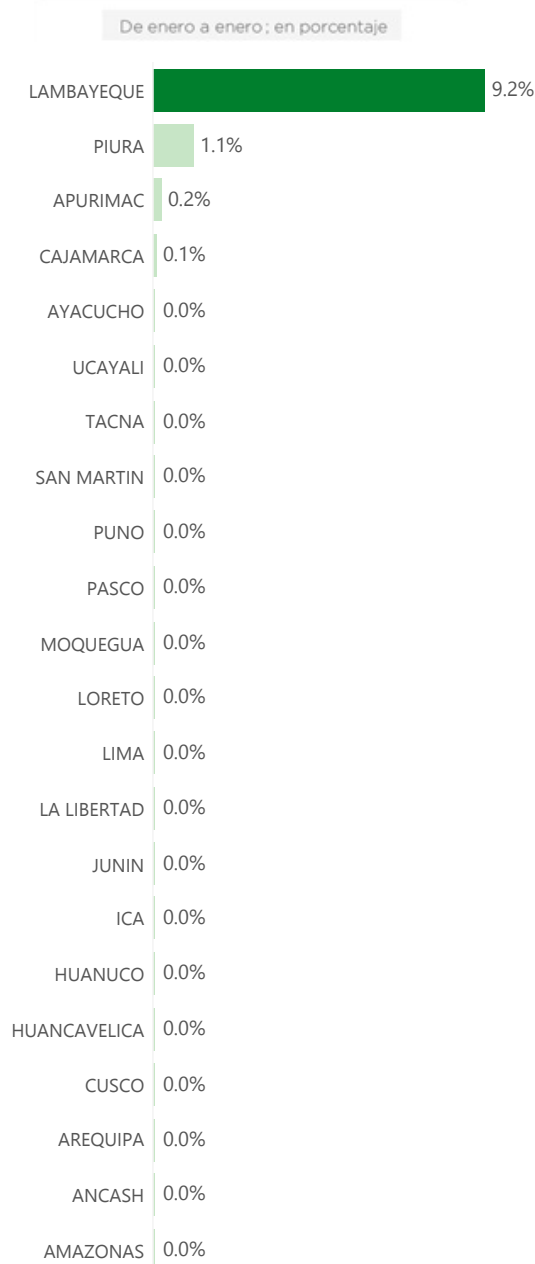 De enero a enero; en porcentaje
LAMBAYEQUE 9.2%
PIURA 1.1%
APURIMAC 0.2%
CAJAMARCA 0.1%
AYACUCHO 0.0%
UCAYALI 0.0%
TACNA 0.0%
SAN MARTIN 0.0%
PUNO 0.0%
PASCO 0.0%
MOQUEGUA 0.0%
LORETO 0.0%
LIMA 0.0%
LA LIBERTAD 0.0%
JUNIN 0.0%
ICA 0.0%
HUANUCO 0.0%
HUANCAVELICA 0.0%
CUSCO 0.0%
AREQUIPA 0.0%
ANCASH 0.0%
AMAZONAS 0.0%